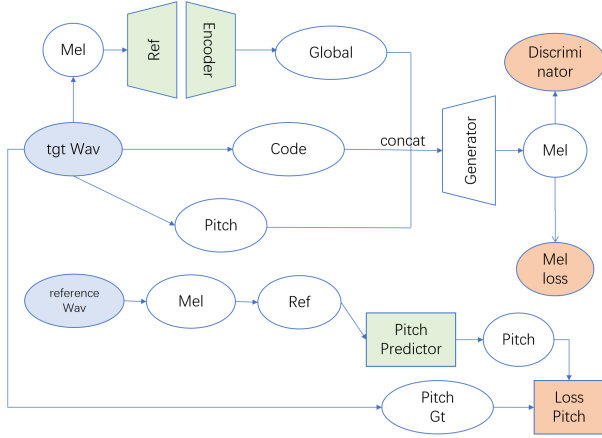 Mel
Ref
Encoder
Global
Discrimi
nator
tgt Wav
Code
concat
Generator
Mel
Pitch
Mel
loss
reference
Wav
Mel
Ref
Pitch
Predictor
Pitch
Pitch
Gt
Loss
Pitch